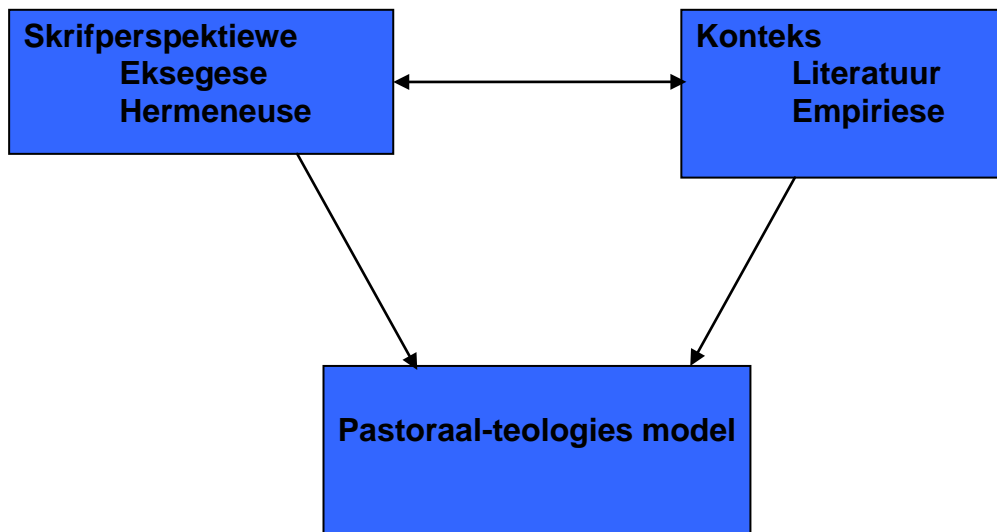 Skrifperspektiewe
Eksegese
Hermeneuse
Konteks
Literatuur
Empiriese
Pastoraal-teologies model